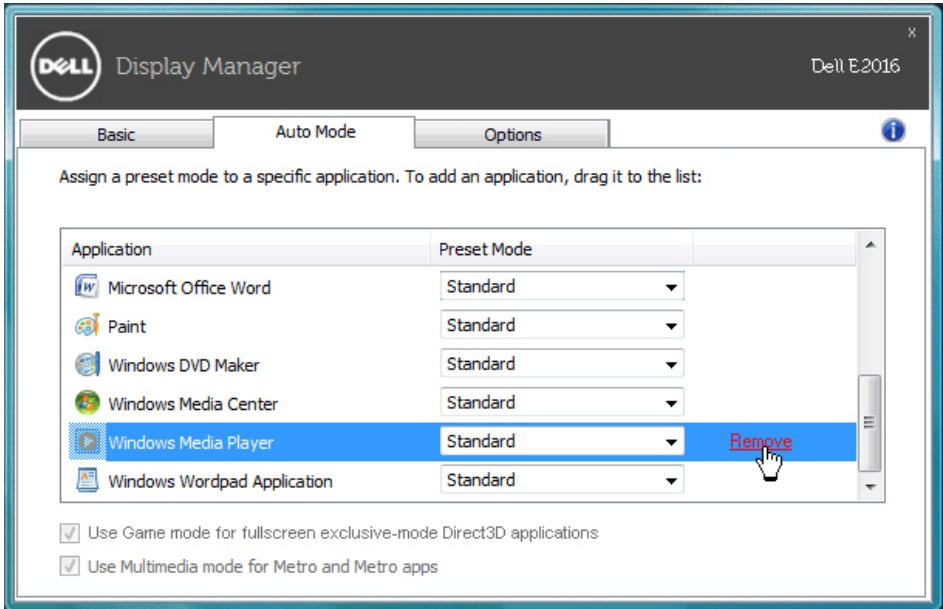 x
DELL Display Manager Dell E2016
Basic Auto Mode Options
Assign a preset mode to a specific application. To add an application, drag it to the list:
Application Preset Mode
Microsoft Office Word Standard
Paint Standard
Windows DVD Maker Standard
Windows Media Center Standard
Windows Media Player Standard Remove
Windows Wordpad Application Standard
Use Game mode for fullscreen exclusive-mode Direct3D applications
Use Multimedia mode for Metro and Metro apps